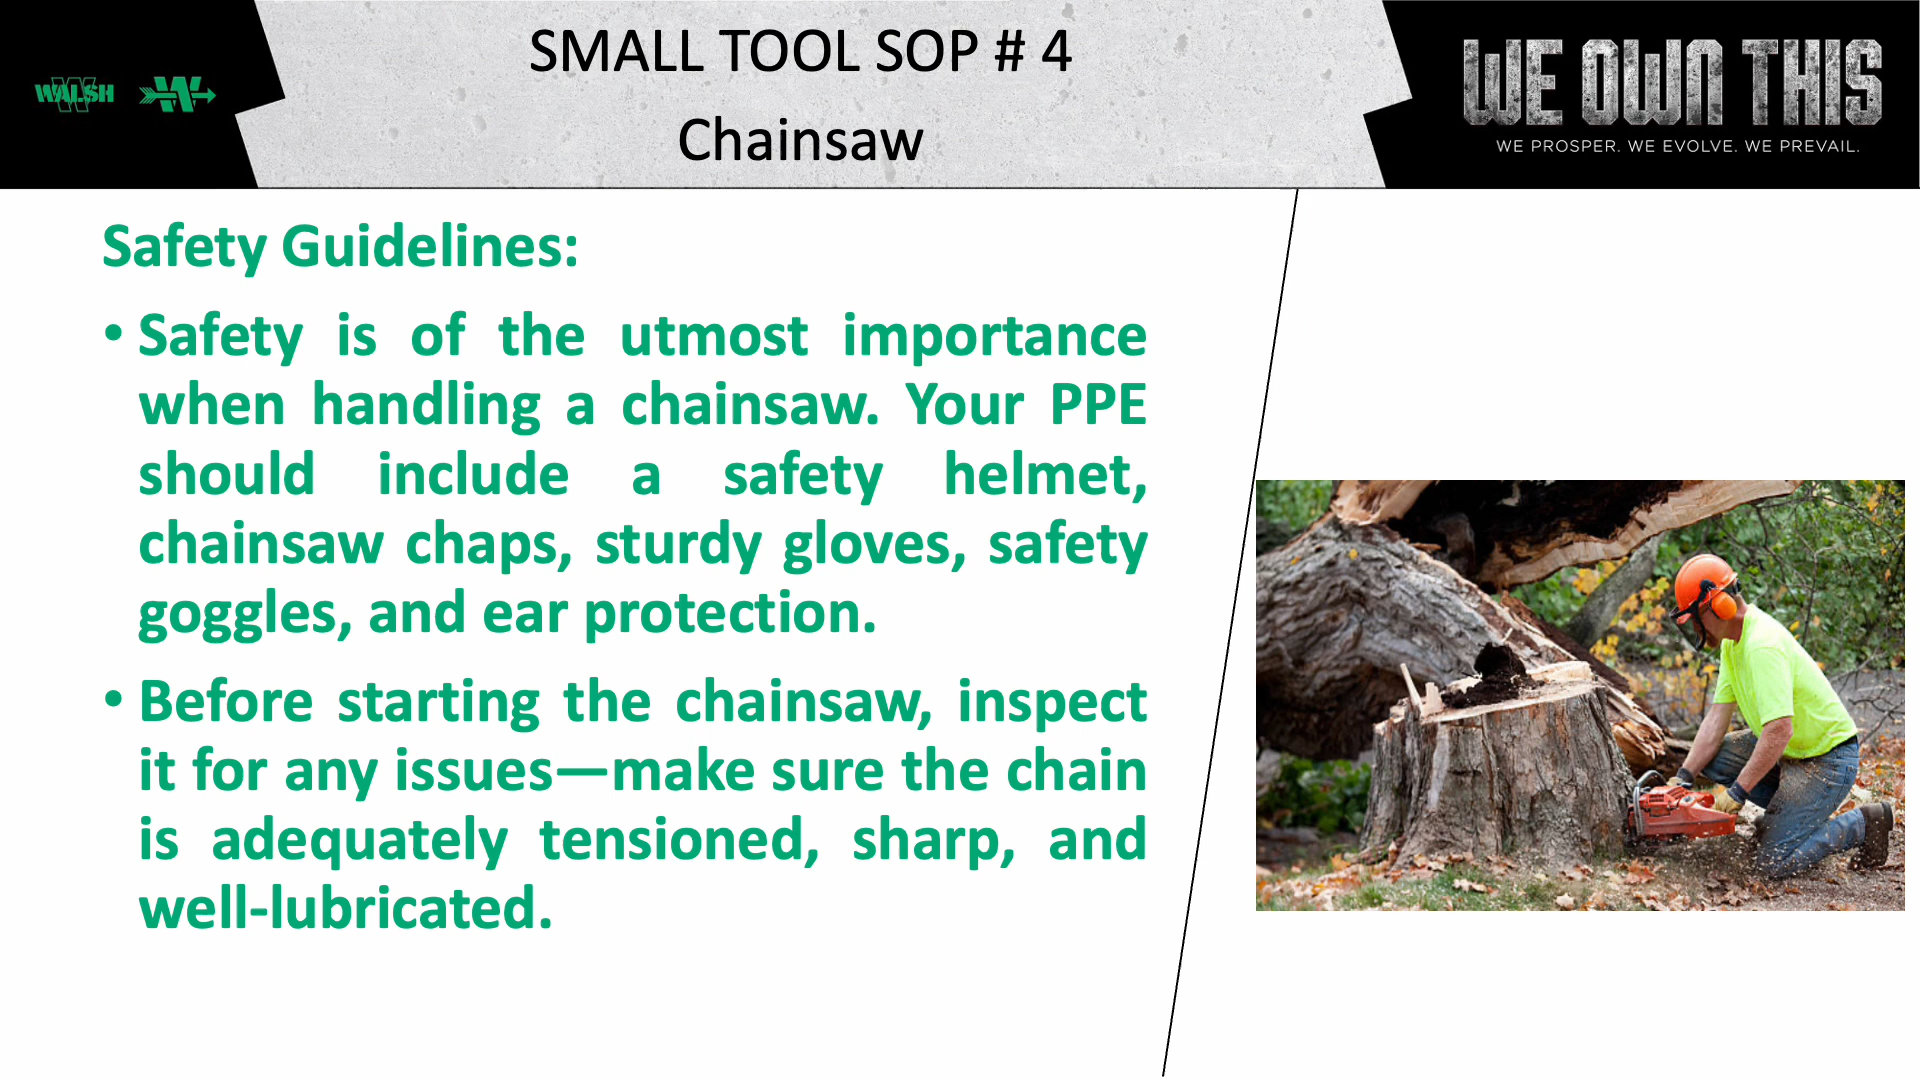 SMALL TOOL SOP # 4
Chainsaw
WALSH
WE OWN THIS
WE PROSPER. WE EVOLVE. WE PREVAIL.
Safety Guidelines:
• Safety is of the utmost importance
when handling a chainsaw. Your PPE
should include a safety helmet,
chainsaw chaps, sturdy gloves, safety
goggles, and ear protection.
• Before starting the chainsaw, inspect
it for any issues—make sure the chain
is adequately tensioned, sharp, and
well-lubricated.